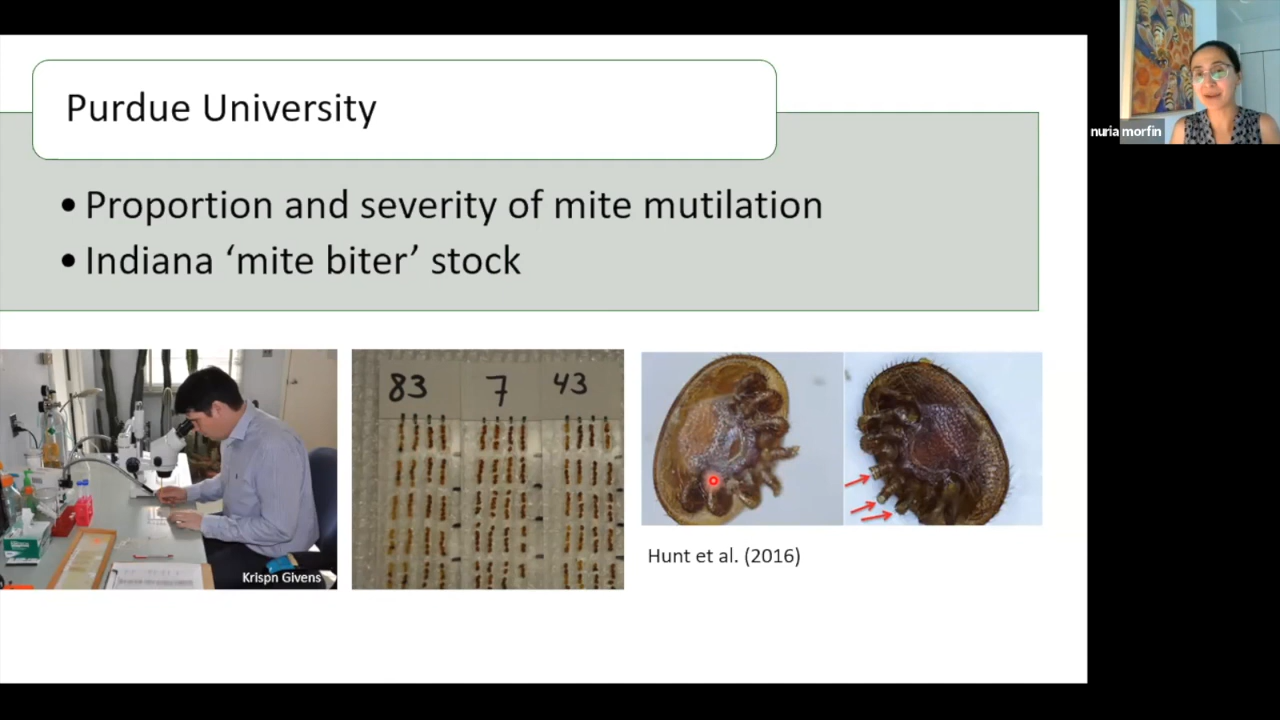 Purdue University
• Proportion and severity of mite mutilation
• Indiana ‘mite biter’ stock
83 7 43
Krispn Givens
Hunt et al. (2016)
nuria morfin